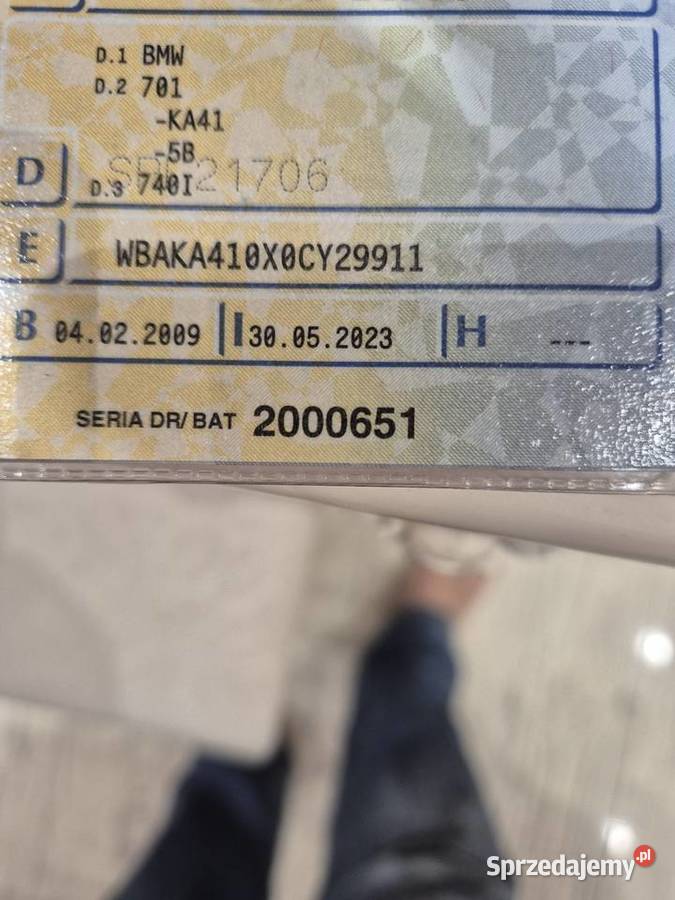 D.1 BMW
D.2 701
-KA41
-5B
D D.3 740I
21706
E WBAKA410X0CY29911
B 04.02.2009 I 30.05.2023 H ---
SERIA DR/BAT 2000651
Sprzedajemy.pl